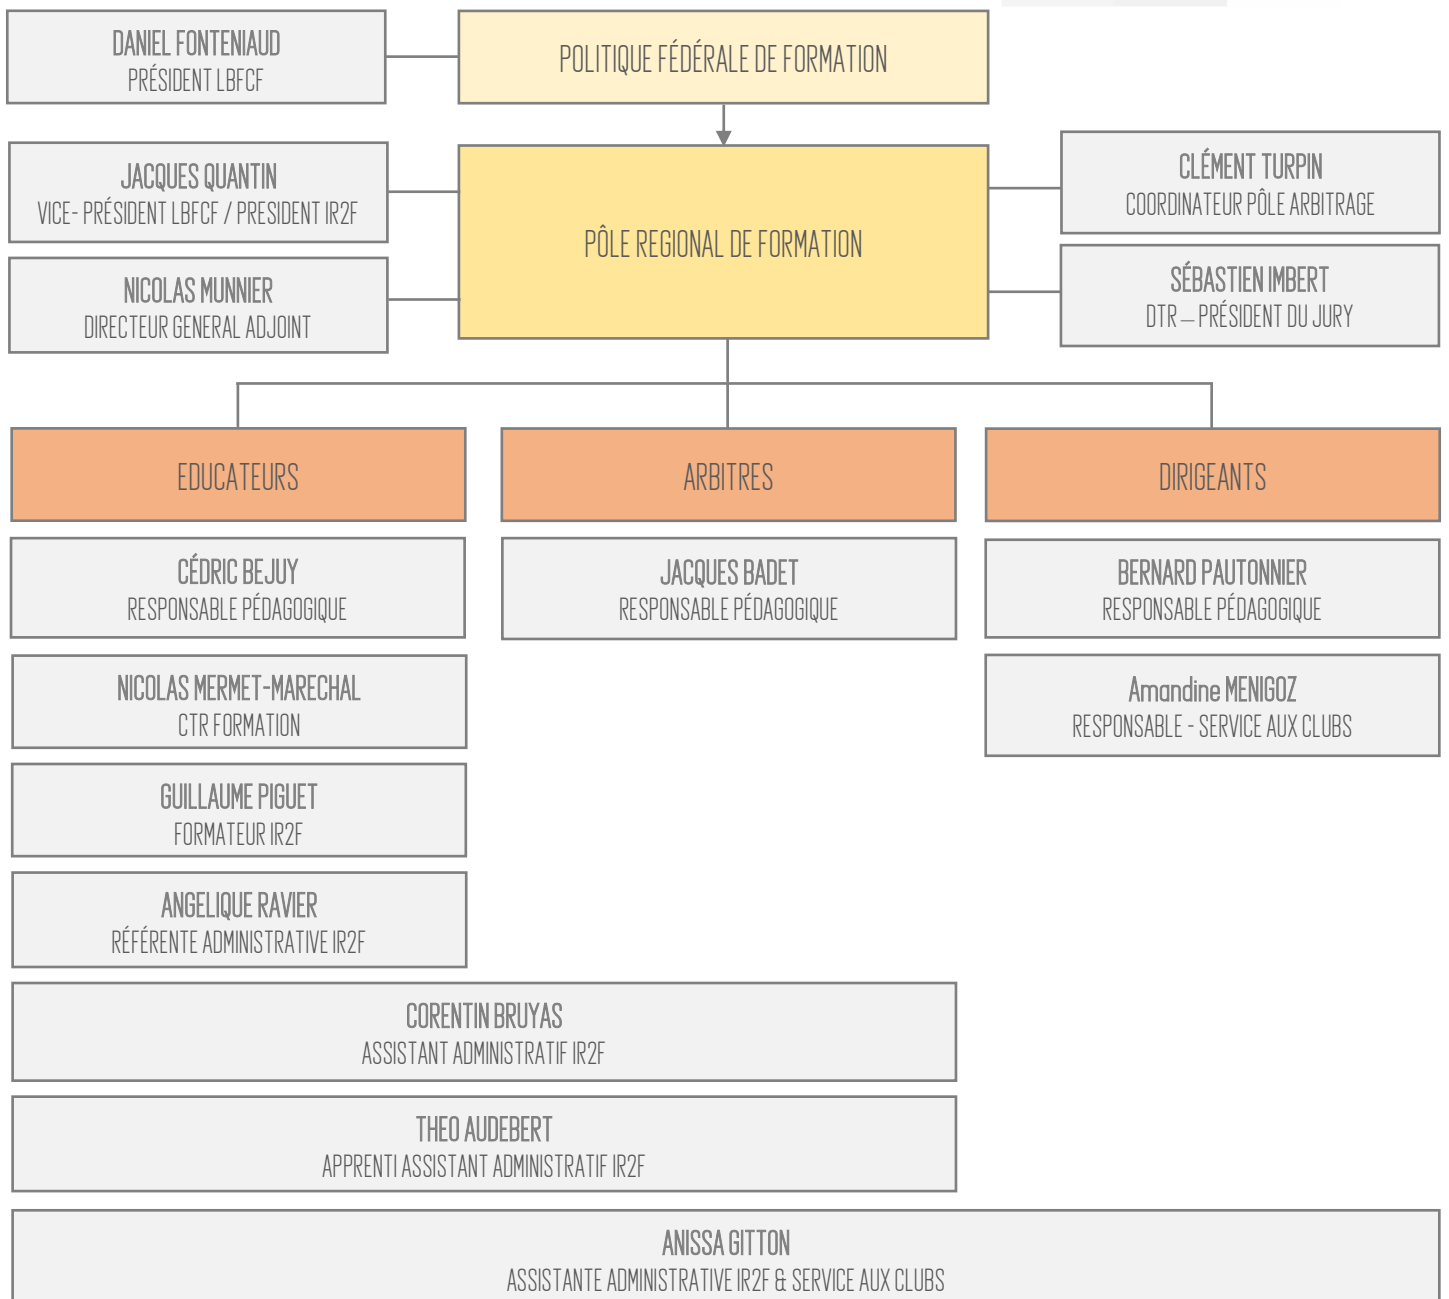 DANIEL FONTENIAUD
PRÉSIDENT LBFCF
POLITIQUE FÉDÉRALE DE FORMATION
JACQUES QUANTIN
VICE- PRÉSIDENT LBFCF / PRESIDENT IR2F
NICOLAS MUNNIER
DIRECTEUR GENERAL ADJOINT
PÔLE REGIONAL DE FORMATION
CLÉMENT TURPIN
COORDINATEUR PÔLE ARBITRAGE
SÉBASTIEN IMBERT
DTR – PRÉSIDENT DU JURY
EDUCATEURS
CÉDRIC BEJUY
RESPONSABLE PÉDAGOGIQUE
NICOLAS MERMET-MARECHAL
CTR FORMATION
GUILLAUME PIGUET
FORMATEUR IR2F
ANGELIQUE RAVIER
RÉFÉRENTE ADMINISTRATIVE IR2F
ARBITRES
JACQUES BADET
RESPONSABLE PÉDAGOGIQUE
DIRIGEANTS
BERNARD PAUTONNIER
RESPONSABLE PÉDAGOGIQUE
Amandine MENIGOZ
RESPONSABLE - SERVICE AUX CLUBS
CORENTIN BRUYAS
ASSISTANT ADMINISTRATIF IR2F
THEO AUDEBERT
APPRENTI ASSISTANT ADMINISTRATIF IR2F
ANISSA GITTON
ASSISTANTE ADMINISTRATIVE IR2F & SERVICE AUX CLUBS